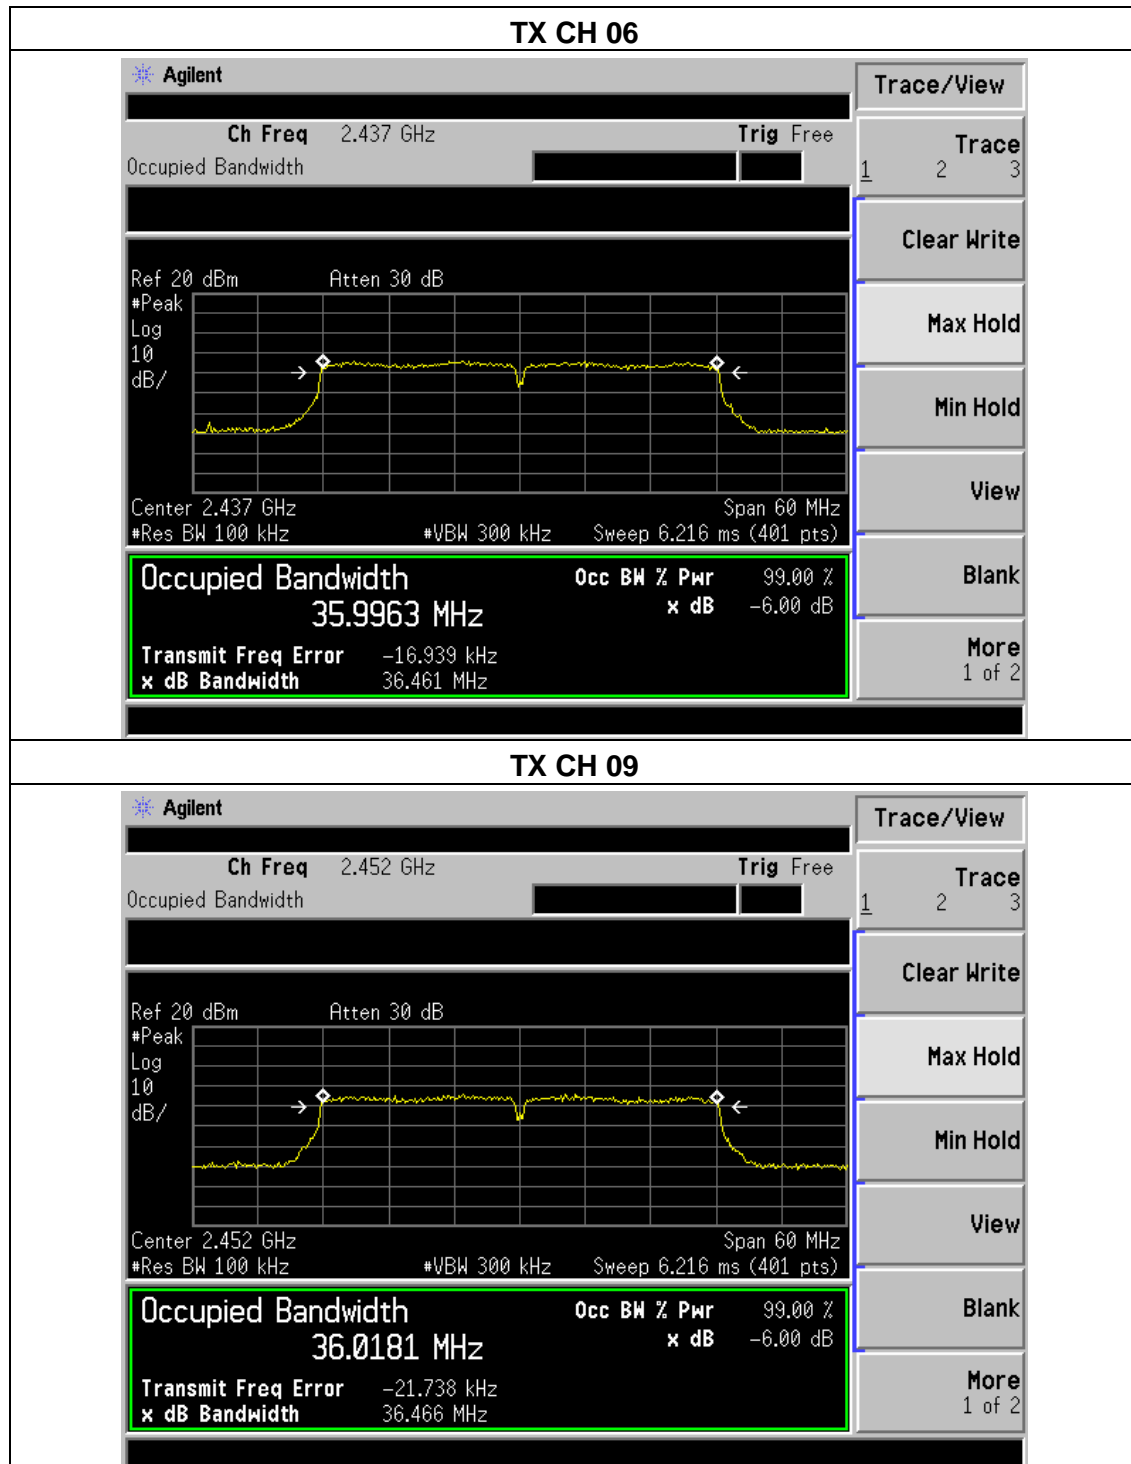 TX CH 06
Agilent
Trace/View
Ch Freq 2.437 GHz Trig Free
Occupied Bandwidth
Trace
1 2 3
Clear Write
Max Hold
Min Hold
View
Blank
More
1 of 2
Ref 20 dBm Atten 30 dB
#Peak
Log
10
dB/
Center 2.437 GHz Span 60 MHz
#Res BW 100 kHz #VBW 300 kHz Sweep 6.216 ms (401 pts)
Occupied Bandwidth Occ BW % Pwr 99.00 %
35.9963 MHz x dB -6.00 dB
Transmit Freq Error -16.939 kHz
x dB Bandwidth 36.461 MHz
TX CH 09
Agilent
Trace/View
Ch Freq 2.452 GHz Trig Free
Occupied Bandwidth
Trace
1 2 3
Clear Write
Max Hold
Min Hold
View
Blank
More
1 of 2
Ref 20 dBm Atten 30 dB
#Peak
Log
10
dB/
Center 2.452 GHz Span 60 MHz
#Res BW 100 kHz #VBW 300 kHz Sweep 6.216 ms (401 pts)
Occupied Bandwidth Occ BW % Pwr 99.00 %
36.0181 MHz x dB -6.00 dB
Transmit Freq Error -21.738 kHz
x dB Bandwidth 36.466 MHz